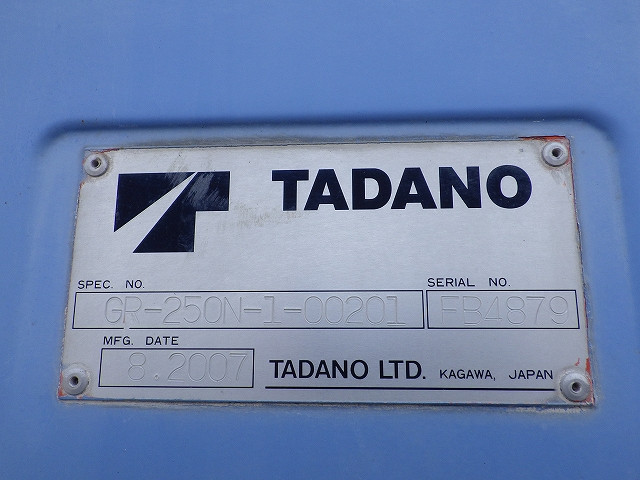 TADANO
SPEC. NO. SERIAL NO.
GR-250N-1-00201 FB4879
MFG. DATE
8.2007 TADANO LTD. KAGAWA, JAPAN